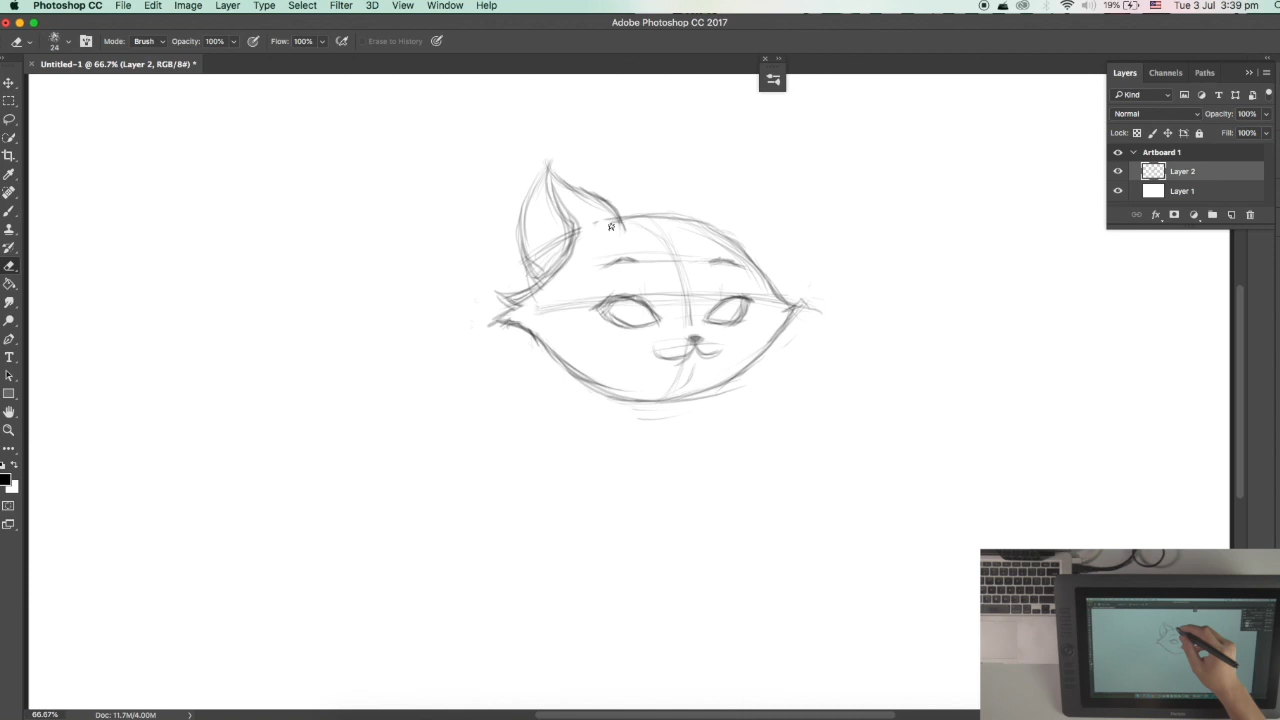 Photoshop CC File Edit Image Layer Type Select Filter 3D View Window Help 19% Tue 3 Jul 3:39 pm
Adobe Photoshop CC 2017
24 Mode: Brush Opacity: 100% Flow: 100% Erase to History
Untitled-1 @ 66.7% (Layer 2, RGB/8#) *
Layers Channels Paths
Kind
Normal Opacity: 100%
Lock: Fill: 100%
Artboard 1
Layer 2
Layer 1
66.67% Doc: 11.7M/4.00M